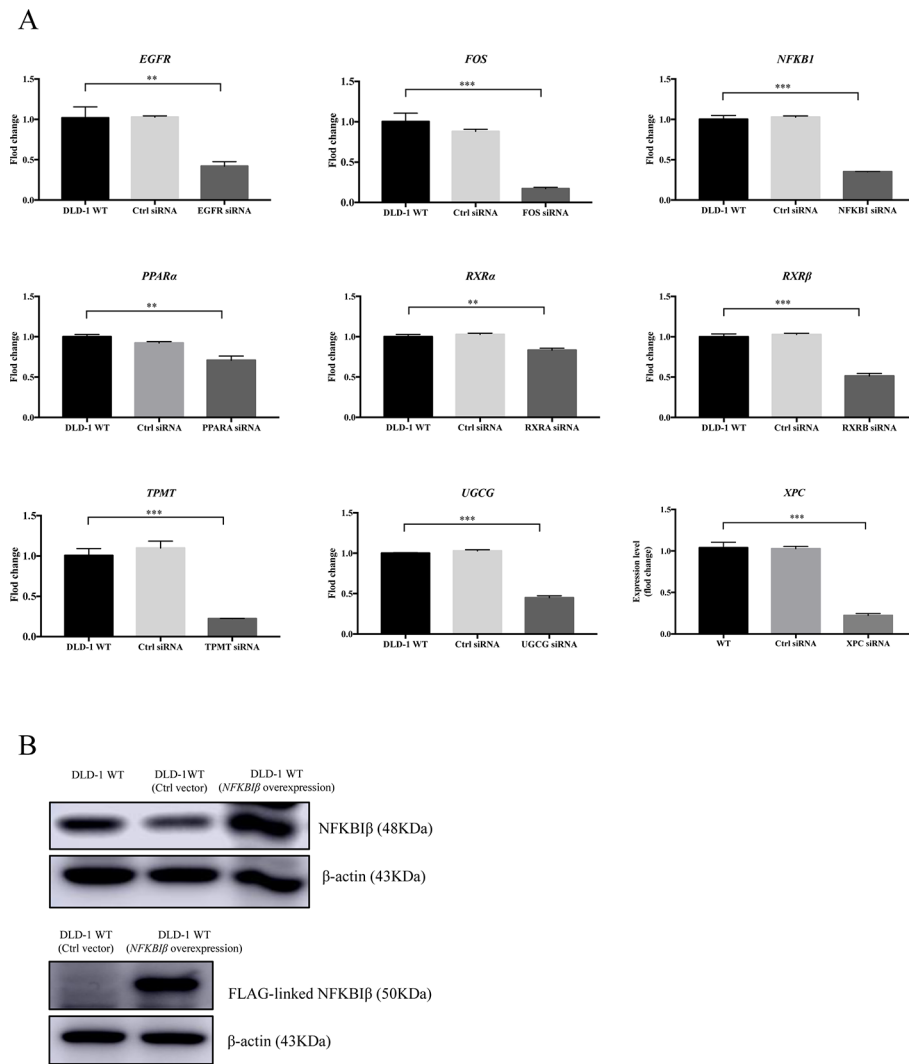 A
EGFR
**
Flod change
1.5
1.0
0.5
0.0
DLD-1 WT Ctrl siRNA EGFR siRNA
FOS
***
Flod change
1.5
1.0
0.5
0.0
DLD-1 WT Ctrl siRNA FOS siRNA
NFKB1
***
Flod change
1.5
1.0
0.5
0.0
DLD-1 WT Ctrl siRNA NFKB1 siRNA
PPARα
**
Flod change
1.5
1.0
0.5
0.0
DLD-1 WT Ctrl siRNA PPARA siRNA
RXRα
**
Flod change
1.5
1.0
0.5
0.0
DLD-1 WT Ctrl siRNA RXRA siRNA
RXRβ
***
Flod change
1.5
1.0
0.5
0.0
DLD-1 WT Ctrl siRNA RXRB siRNA
TPMT
***
Flod change
1.5
1.0
0.5
0.0
DLD-1 WT Ctrl siRNA TPMT siRNA
UGCG
***
Flod change
1.5
1.0
0.5
0.0
DLD-1 WT Ctrl siRNA UGCG siRNA
XPC
***
Expression level
(flod change)
1.5
1.0
0.5
0.0
WT Ctrl siRNA XPC siRNA
B
DLD-1 WT
DLD-1WT
(Ctrl vector)
DLD-1 WT
(NFKBIβ overexpression)
NFKBIβ (48KDa)
β-actin (43KDa)
DLD-1 WT
(Ctrl vector)
DLD-1 WT
(NFKBIβ overexpression)
FLAG-linked NFKBIβ (50KDa)
β-actin (43KDa)